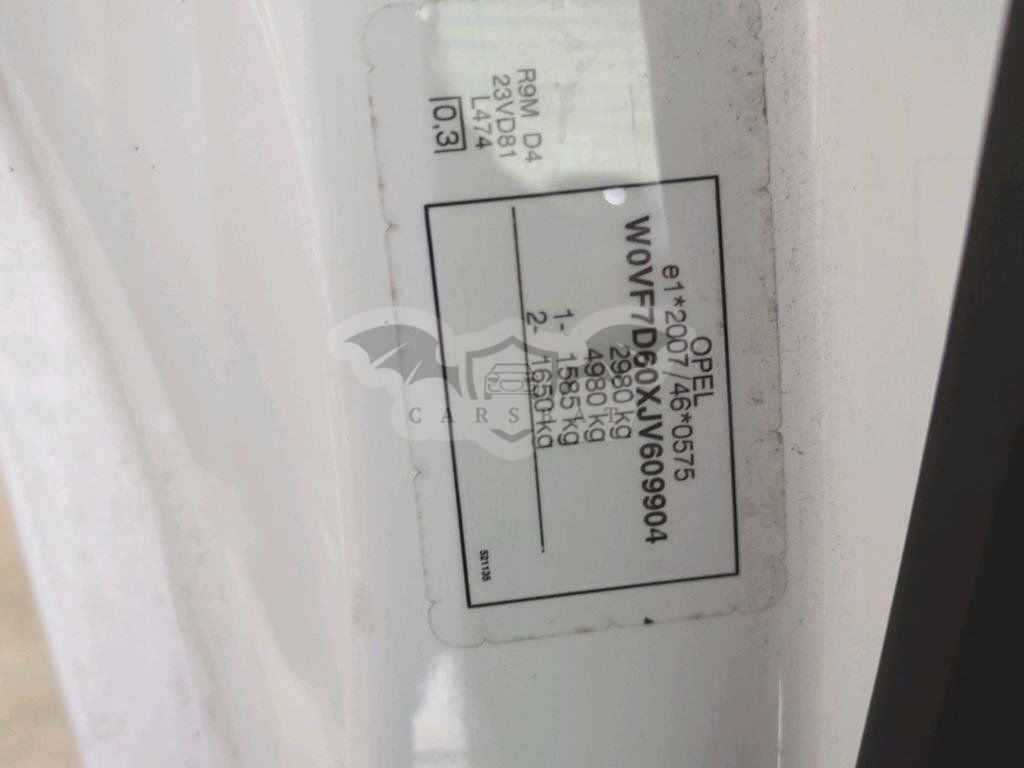 OPEL
e1*2007/46*0575
W0VF7D60XJV609904
2980 kg
4980 kg
1- 1585 kg
2- 1650 kg
521135
R9M D4
23VD81
L474
0,3